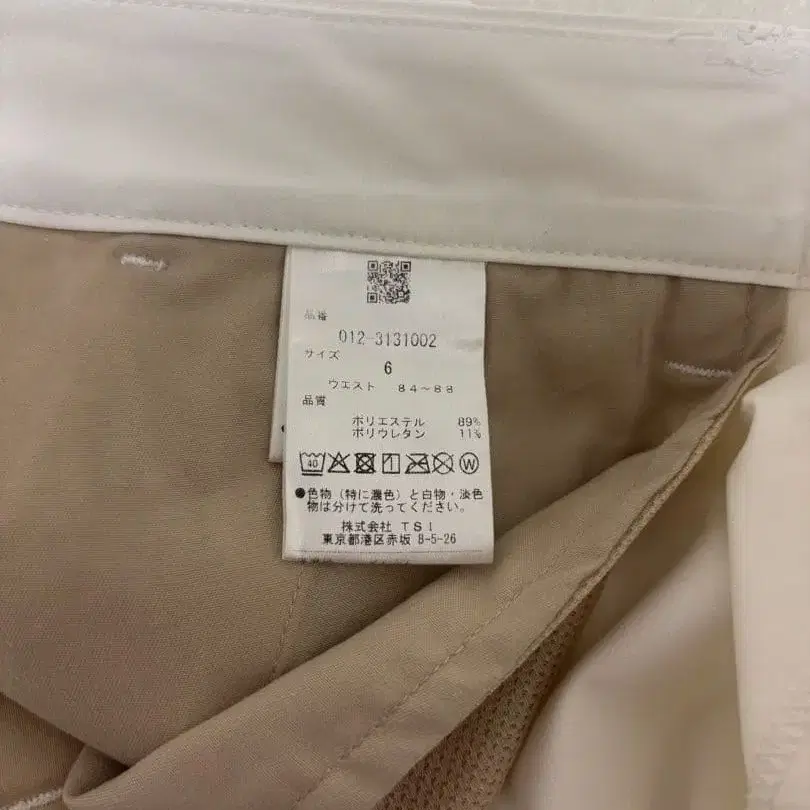 品番
012-3131002
サイズ
6
ウエスト 84～88
品質
ポリエステル 89%
ポリウレタン 11%
40 W
●色物（特に濃色）と白物・淡色
物は分けて洗ってください。
株式会社 TSI
東京都港区赤坂 8-5-26